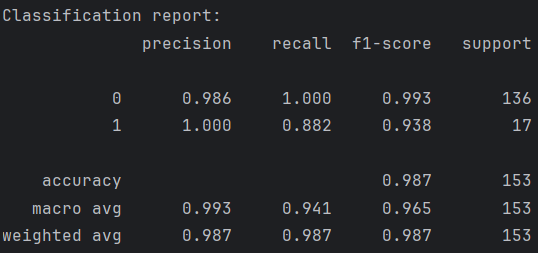 Classification report:
precision recall f1-score support
0 0.986 1.000 0.993 136
1 1.000 0.882 0.938 17
accuracy 0.987 153
macro avg 0.993 0.941 0.965 153
weighted avg 0.987 0.987 0.987 153